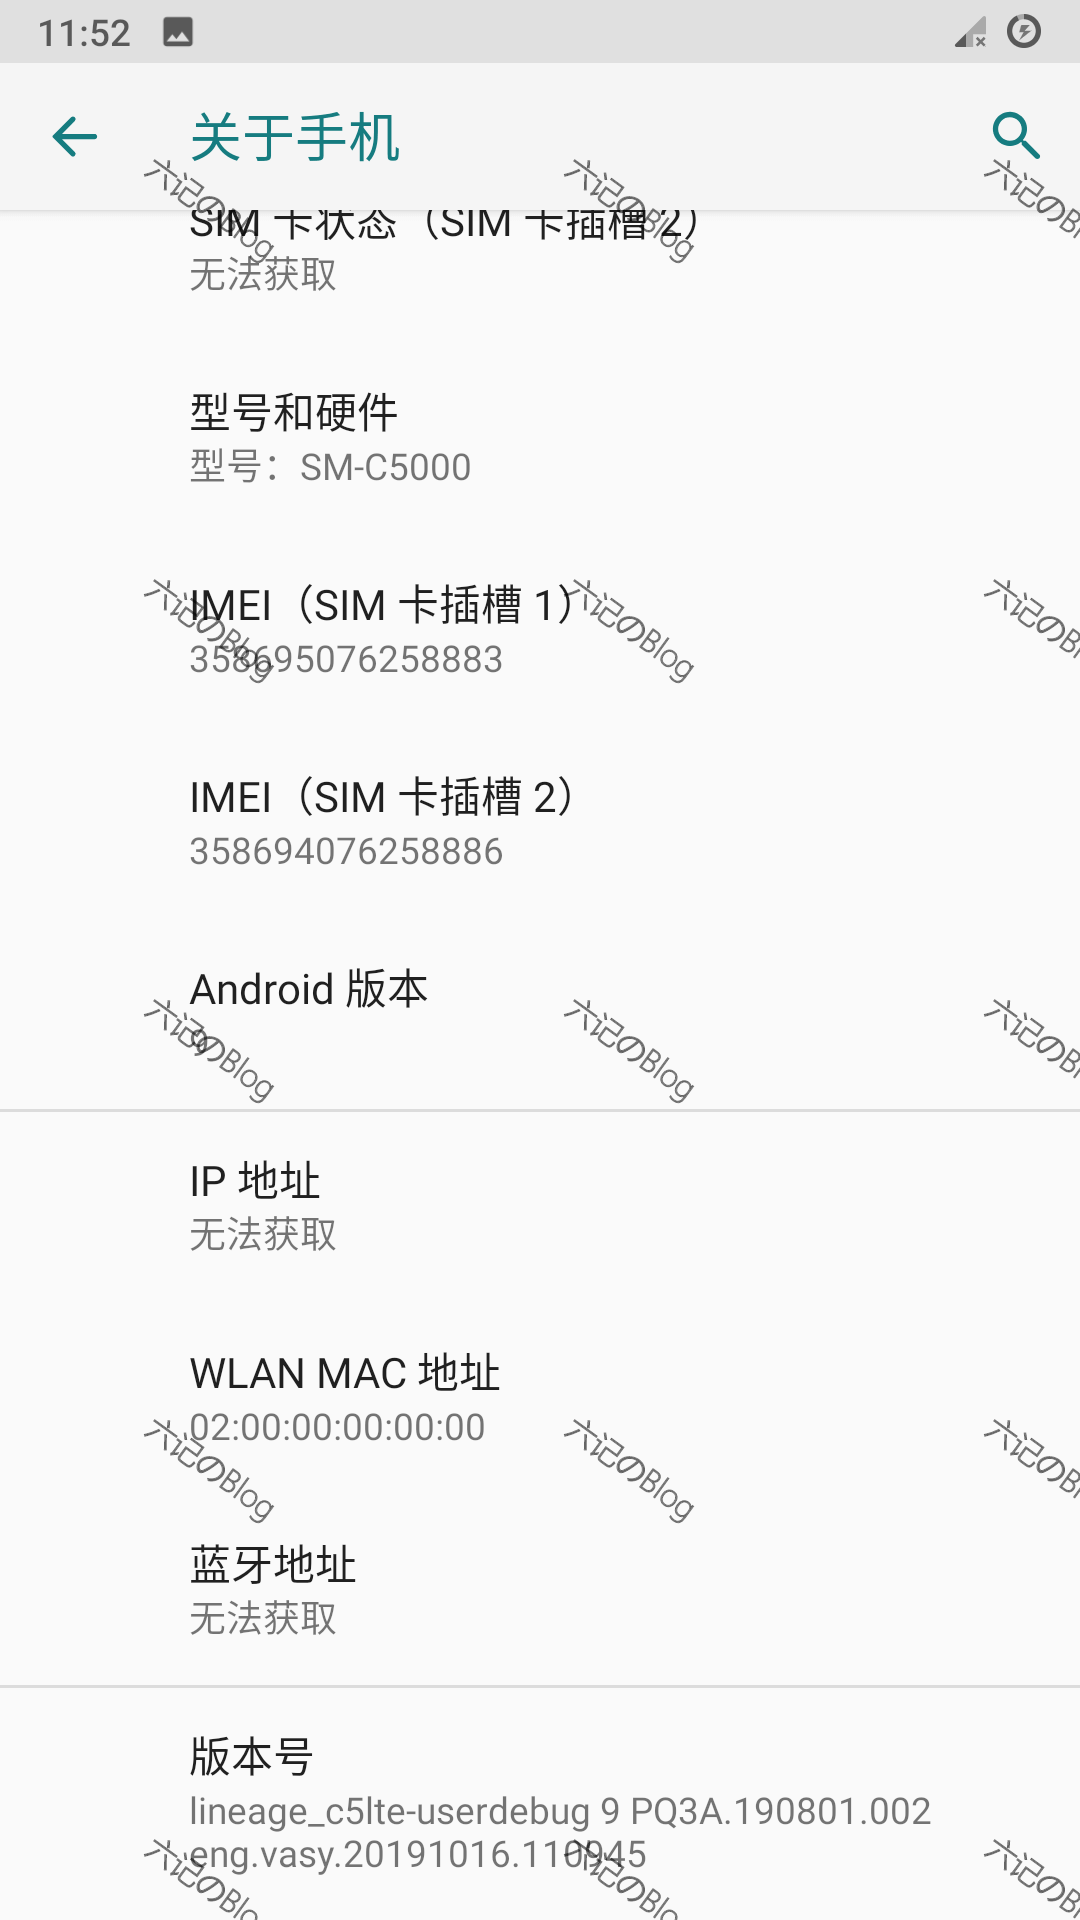 11:52
关于手机
SIM 卡状态（SIM 卡插槽 2）
无法获取
型号和硬件
型号：SM-C5000
IMEI（SIM 卡插槽 1）
358695076258883
IMEI（SIM 卡插槽 2）
358694076258886
Android 版本
9
IP 地址
无法获取
WLAN MAC 地址
02:00:00:00:00:00
蓝牙地址
无法获取
版本号
lineage_c5lte-userdebug 9 PQ3A.190801.002
eng.vasy.20191016.110945
六记のBlog
六记のBlog
六记のBl
六记のBlog
六记のBlog
六记のBl
六记のBlog
六记のBlog
六记のBl
六记のBlog
六记のBlog
六记のBl
六记のBlo
六记のBlo
六记のBl